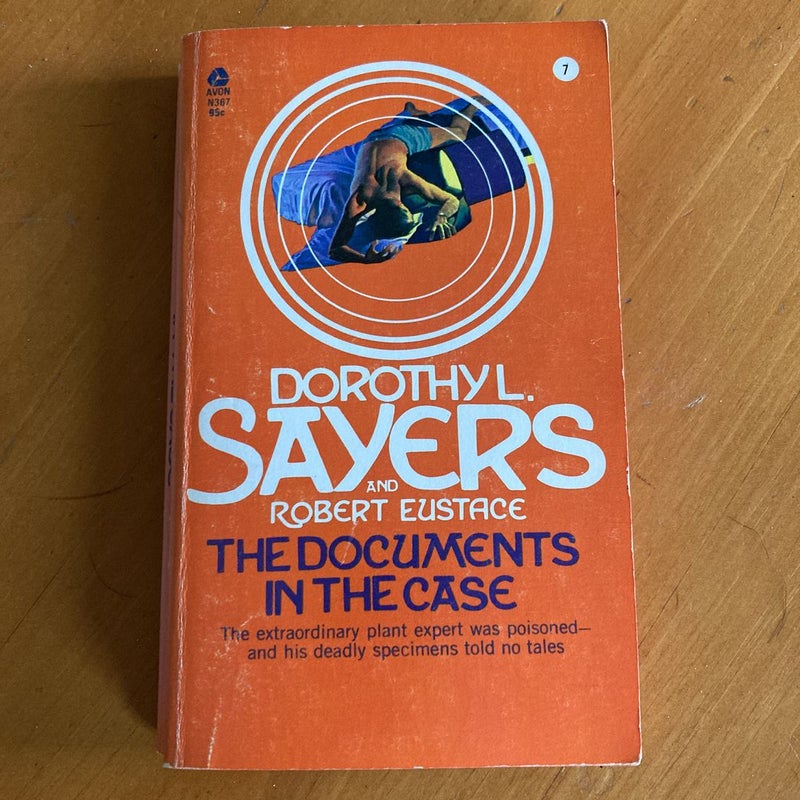 AVON
N367
95¢
7
DOROTHY L.
SAYERS
AND
ROBERT EUSTACE
THE DOCUMENTS
IN THE CASE
The extraordinary plant expert was poisoned—
and his deadly specimens told no tales